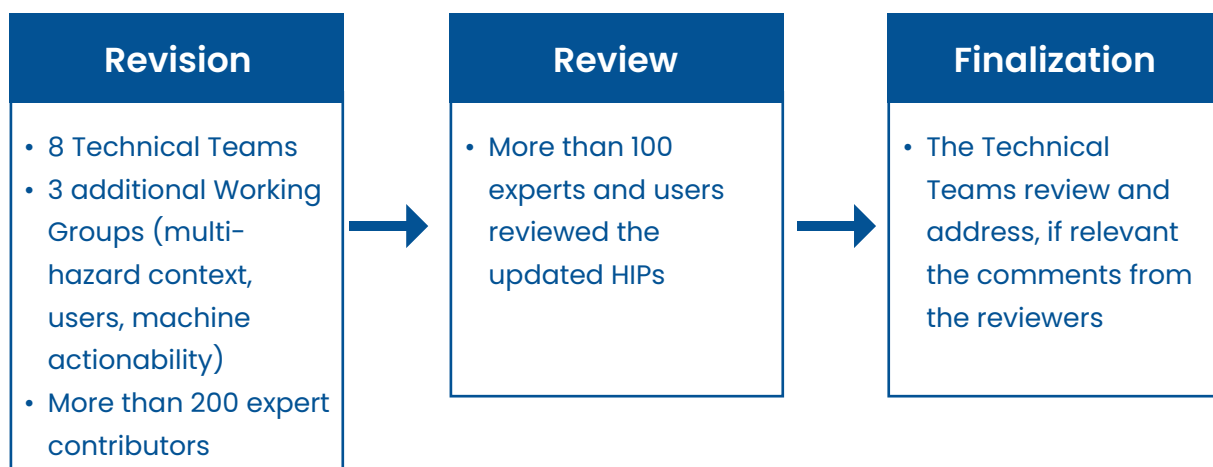 Revision
• 8 Technical Teams
• 3 additional Working
Groups (multi-
hazard context,
users, machine
actionability)
• More than 200 expert
contributors
Review
• More than 100
experts and users
reviewed the
updated HIPs
Finalization
• The Technical
Teams review and
address, if relevant
the comments from
the reviewers